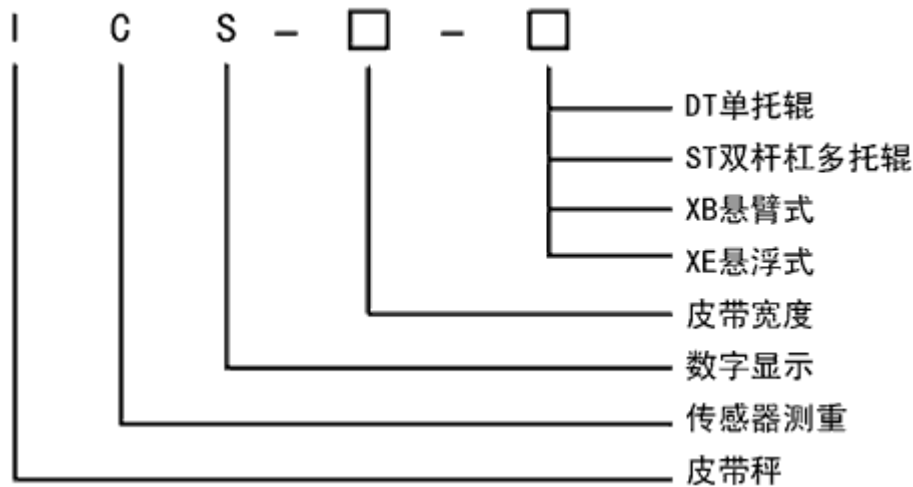 I C S - □ - □
DT单托辊
ST双杆杠多托辊
XB悬臂式
XE悬浮式
皮带宽度
数字显示
传感器测重
皮带秤